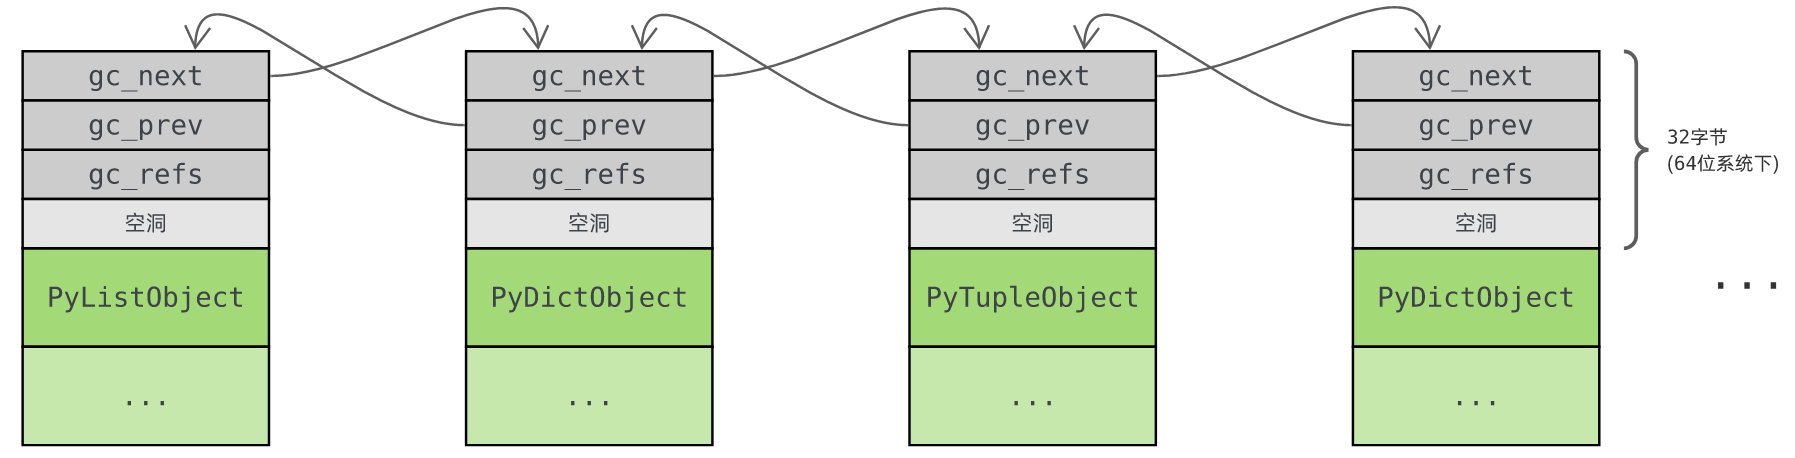 gc_next
gc_prev
gc_refs
空洞
PyListObject
...
gc_next
gc_prev
gc_refs
空洞
PyDictObject
...
gc_next
gc_prev
gc_refs
空洞
PyTupleObject
...
gc_next
gc_prev
gc_refs
空洞
PyDictObject
...
32字节
(64位系统下)
...